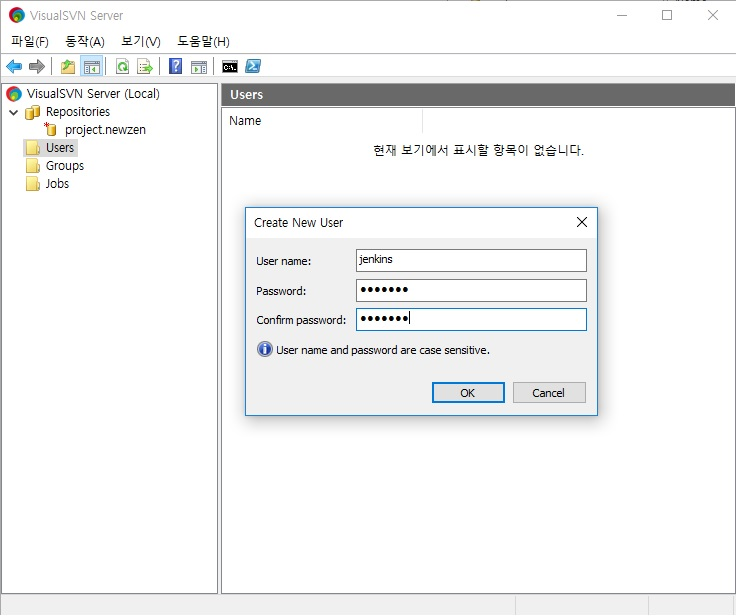 VisualSVN Server
파일(F) 동작(A) 보기(V) 도움말(H)
VisualSVN Server (Local)
Repositories
project.newzen
Users
Groups
Jobs
Users
Name
현재 보기에서 표시할 항목이 없습니다.
Create New User
User name: jenkins
Password: •••••••
Confirm password: •••••••
User name and password are case sensitive.
OK Cancel